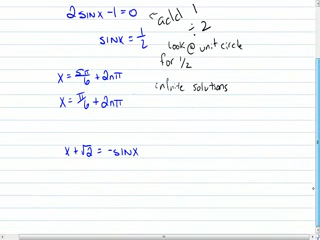 2sinx-1=0
add 1
÷2
sinx=1/2
Look@unit circle
for 1/2
x=5π/6+2nπ
infinite solutions
x=π/6+2nπ
x+√2=-sinx